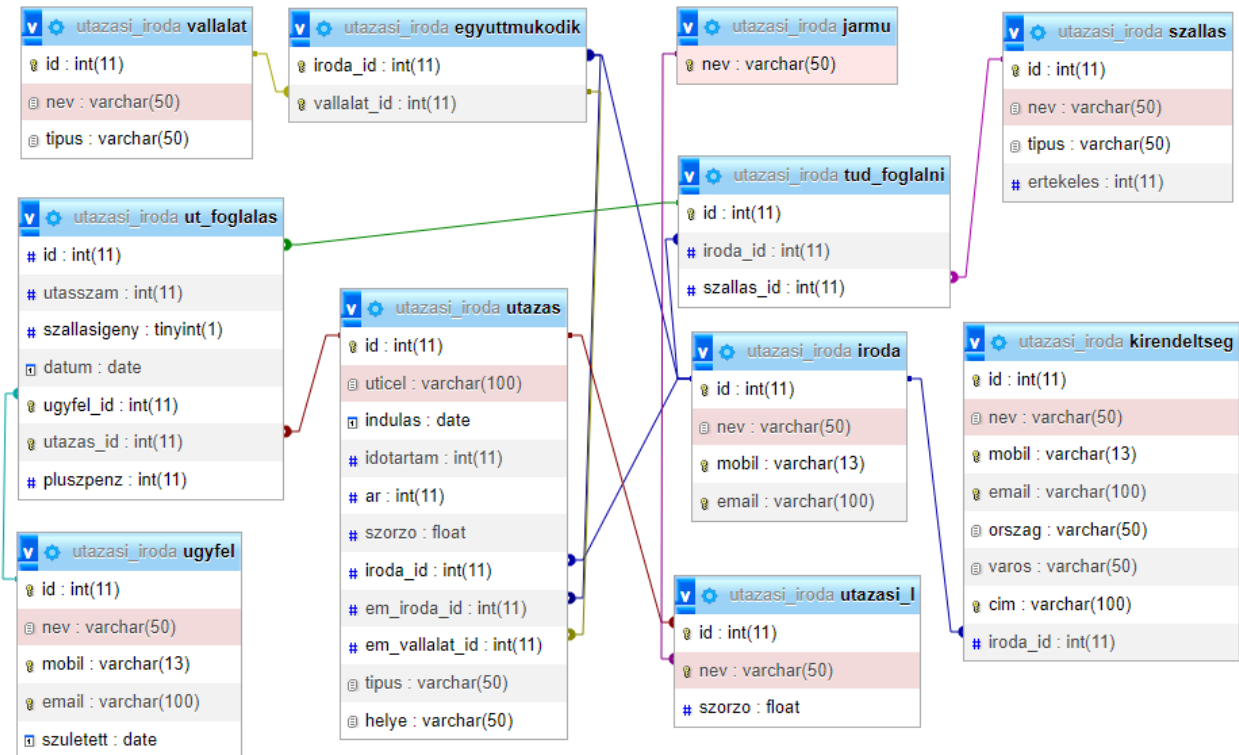 utazasi_iroda vallalat
id : int(11)
nev : varchar(50)
tipus : varchar(50)
utazasi_iroda egyuttmukodik
iroda_id : int(11)
vallalat_id : int(11)
utazasi_iroda jarmu
nev : varchar(50)
utazasi_iroda szallas
id : int(11)
nev : varchar(50)
tipus : varchar(50)
ertekeles : int(11)
utazasi_iroda ut_foglalas
id : int(11)
utasszam : int(11)
szallasigeny : tinyint(1)
datum : date
ugyfel_id : int(11)
utazas_id : int(11)
pluszpenz : int(11)
utazasi_iroda tud_foglalni
id : int(11)
iroda_id : int(11)
szallas_id : int(11)
utazasi_iroda utazas
id : int(11)
uticel : varchar(100)
indulas : date
idotartam : int(11)
ar : int(11)
szorzo : float
iroda_id : int(11)
em_iroda_id : int(11)
em_vallalat_id : int(11)
tipus : varchar(50)
helye : varchar(50)
utazasi_iroda iroda
id : int(11)
nev : varchar(50)
mobil : varchar(13)
email : varchar(100)
utazasi_iroda kirendeltseg
id : int(11)
nev : varchar(50)
mobil : varchar(13)
email : varchar(100)
orszag : varchar(50)
varos : varchar(50)
cim : varchar(100)
iroda_id : int(11)
utazasi_iroda ugyfel
id : int(11)
nev : varchar(50)
mobil : varchar(13)
email : varchar(100)
szuletett : date
utazasi_iroda utazasi_l
id : int(11)
nev : varchar(50)
szorzo : float